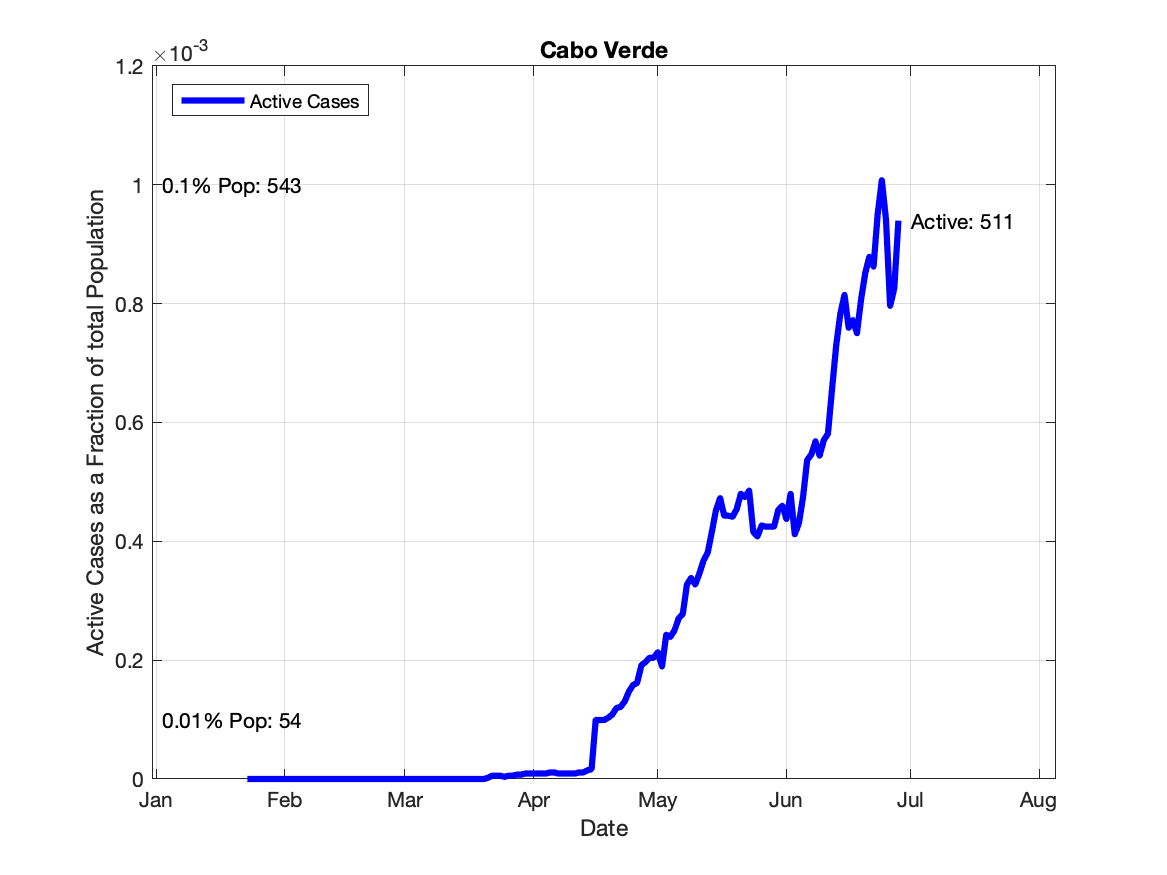 Cabo Verde
×10-3
1.2
1
0.8
0.6
0.4
0.2
0
Active Cases
0.1% Pop: 543
Active: 511
0.01% Pop: 54
Active Cases as a Fraction of total Population
Jan Feb Mar Apr May Jun Jul Aug
Date